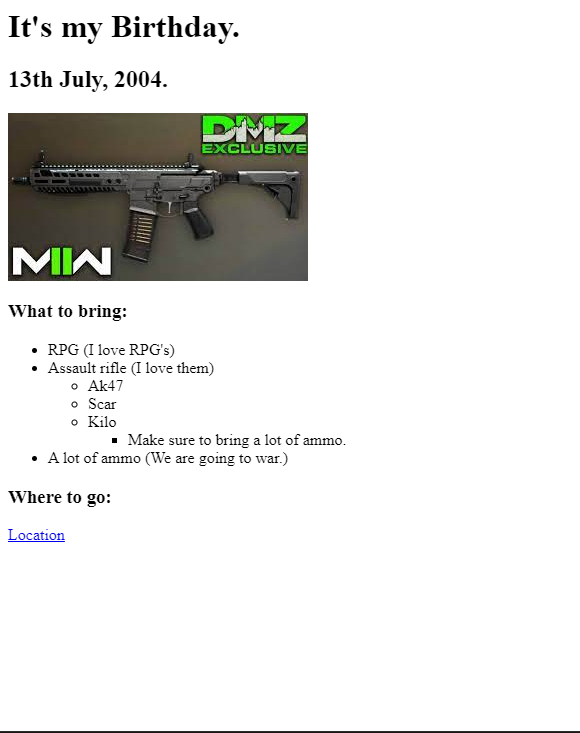 It's my Birthday.
13th July, 2004.
DMZ
EXCLUSIVE
MIIW
What to bring:
RPG (I love RPG's)
Assault rifle (I love them)
Ak47
Scar
Kilo
Make sure to bring a lot of ammo.
A lot of ammo (We are going to war.)
Where to go:
Location